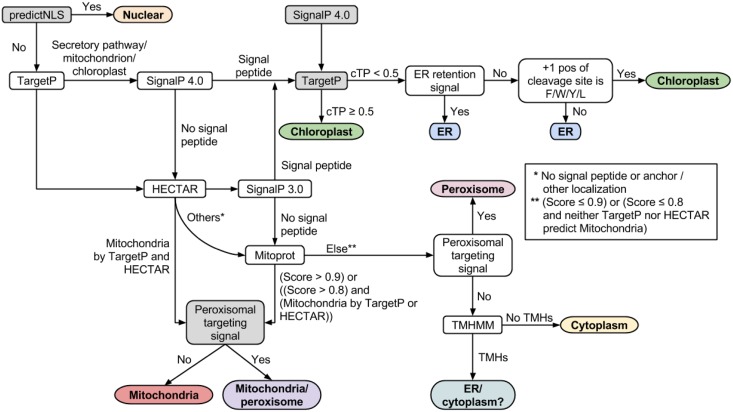 predictNLS
Yes
Nuclear
SignalP 4.0
No
Secretory pathway/
mitochondrion/
chloroplast
Signal
peptide
TargetP
SignalP 4.0
TargetP
cTP < 0.5
ER retention
signal
No
+1 pos of
cleavage site is
F/W/Y/L
Yes
Chloroplast
cTP ≥ 0.5
Yes
No
Chloroplast
ER
ER
No signal
peptide
Signal peptide
HECTAR
SignalP 3.0
Peroxisome
* No signal peptide or anchor /
other localization
** (Score ≤ 0.9) or (Score ≤ 0.8
and neither TargetP nor HECTAR
predict Mitochondria)
Others*
No signal
peptide
Yes
Mitochondria
by TargetP and
HECTAR
Mitoprot
Else**
Peroxisomal
targeting
signal
(Score > 0.9) or
((Score > 0.8) and
(Mitochondria by TargetP or
HECTAR))
No
Peroxisomal
targeting
signal
TMHMM
No TMHs
Cytoplasm
No
Yes
TMHs
Mitochondria
Mitochondria/
peroxisome
ER/
cytoplasm?